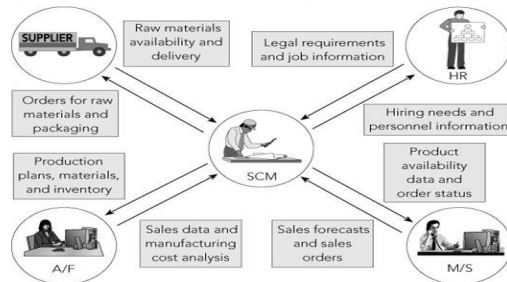 SUPPLIER
Raw materials
availability and
delivery
Legal requirements
and job information
HR
Orders for raw
materials and
packaging
Hiring needs and
personnel information
Production
plans, materials,
and inventory
SCM
Product
availability
data and
order status
A/F
Sales data and
manufacturing
cost analysis
Sales forecasts
and sales
orders
M/S